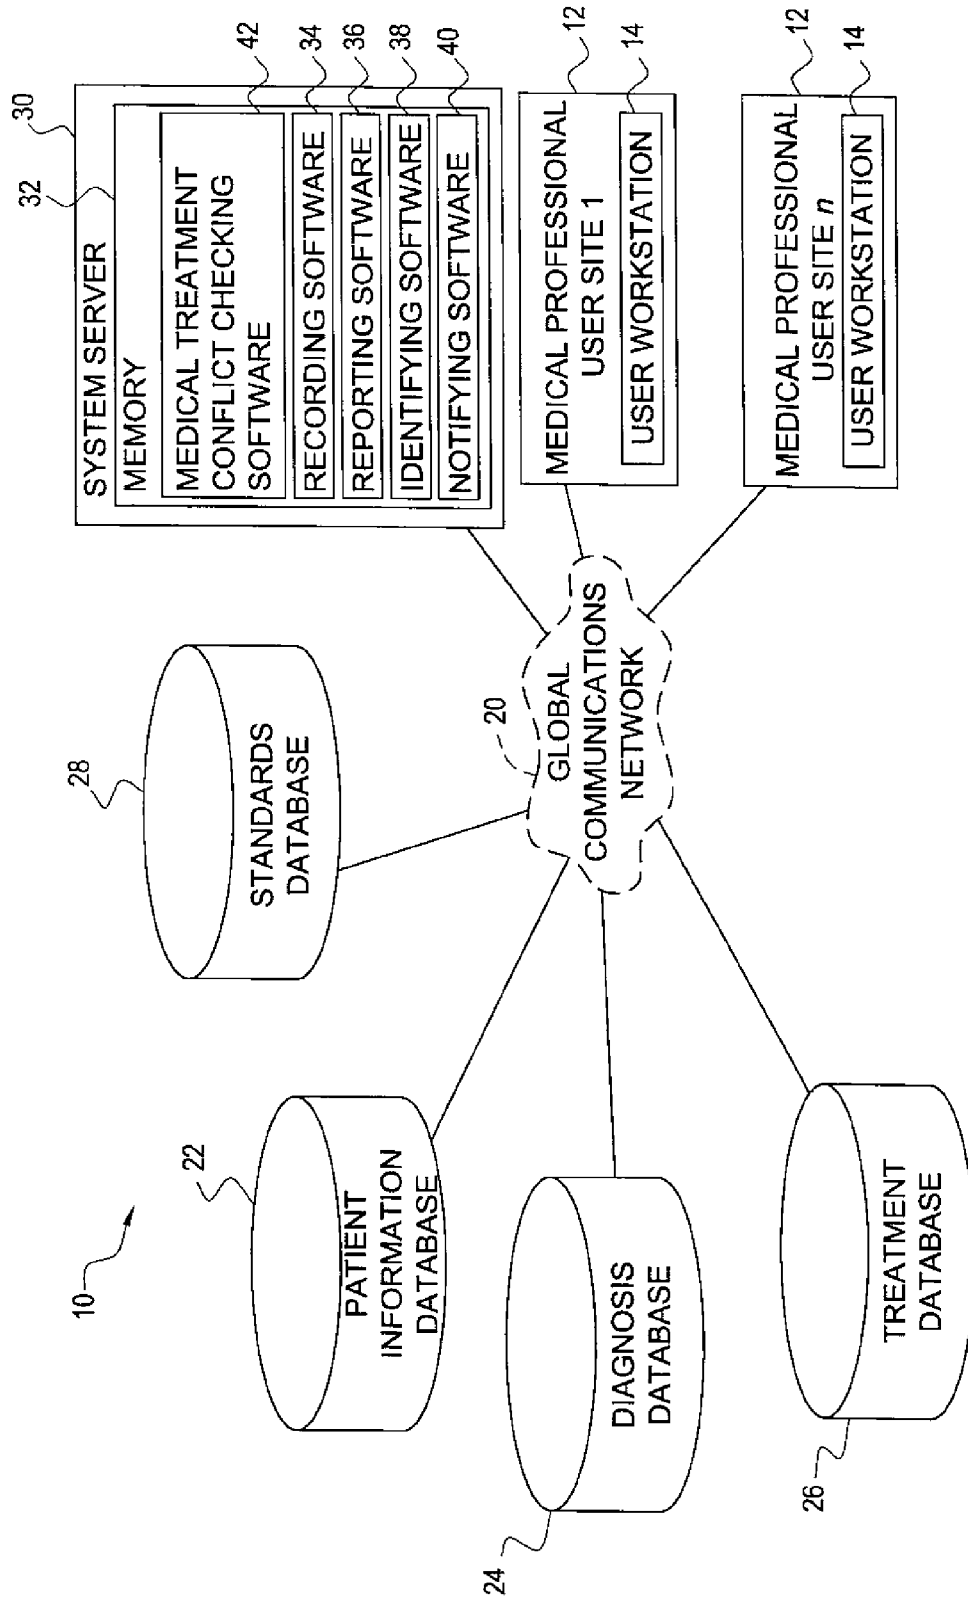 10
22
PATIENT
INFORMATION
DATABASE
24
DIAGNOSIS
DATABASE
26
TREATMENT
DATABASE
28
STANDARDS
DATABASE
20
GLOBAL
COMMUNICATIONS
NETWORK
30
32
SYSTEM SERVER
MEMORY
MEDICAL TREATMENT
CONFLICT CHECKING
SOFTWARE
42
RECORDING SOFTWARE
34
REPORTING SOFTWARE
36
IDENTIFYING SOFTWARE
38
NOTIFYING SOFTWARE
40
MEDICAL PROFESSIONAL
USER SITE 1
12
USER WORKSTATION
14
MEDICAL PROFESSIONAL
USER SITE n
12
USER WORKSTATION
14